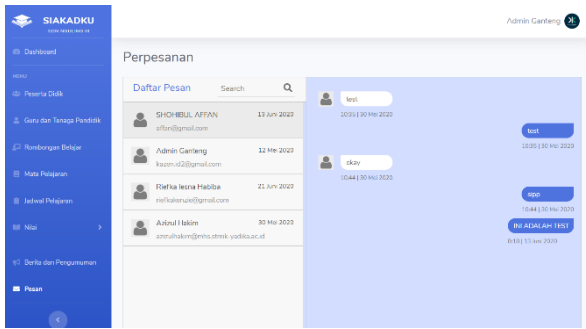 SIAKADKU
Admin Ganteng
Dashboard
MENU
Peserta Didik
Guru dan Tenaga Pendidik
Rombongan Belajar
Mata Pelajaran
Jadwal Pelajaran
Nilai
Berita dan Pengumuman
Pesan
Perpesanan
Daftar Pesan
Search
SHOHIBUL AFFAN
13 Juni 2020
affan@gmail.com
Admin Ganteng
12 Mei 2020
Riefka Iesna Habiba
21 Juni 2020
Azizul Hakim
30 Mei 2020
azizulhakim@mhs.stmik-yadika.ac.id
test
10:35 | 30 Mei 2020
test
10:35 | 30 Mei 2020
okay
10:44 | 30 Mei 2020
sipp
10:44 | 30 Mei 2020
INI ADALAH TEST
8:18 | 13 Juni 2020